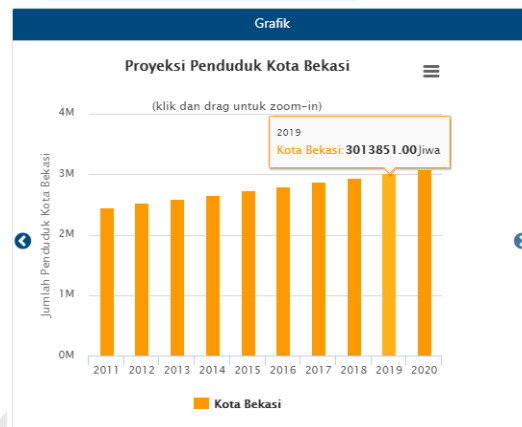 Grafik
Proyeksi Penduduk Kota Bekasi
(klik dan drag untuk zoom-in)
2019
Kota Bekasi: 3013851.00 Jiwa
Jumlah Penduduk Kota Bekasi
4M
3M
2M
1M
0M
2011 2012 2013 2014 2015 2016 2017 2018 2019 2020
Kota Bekasi